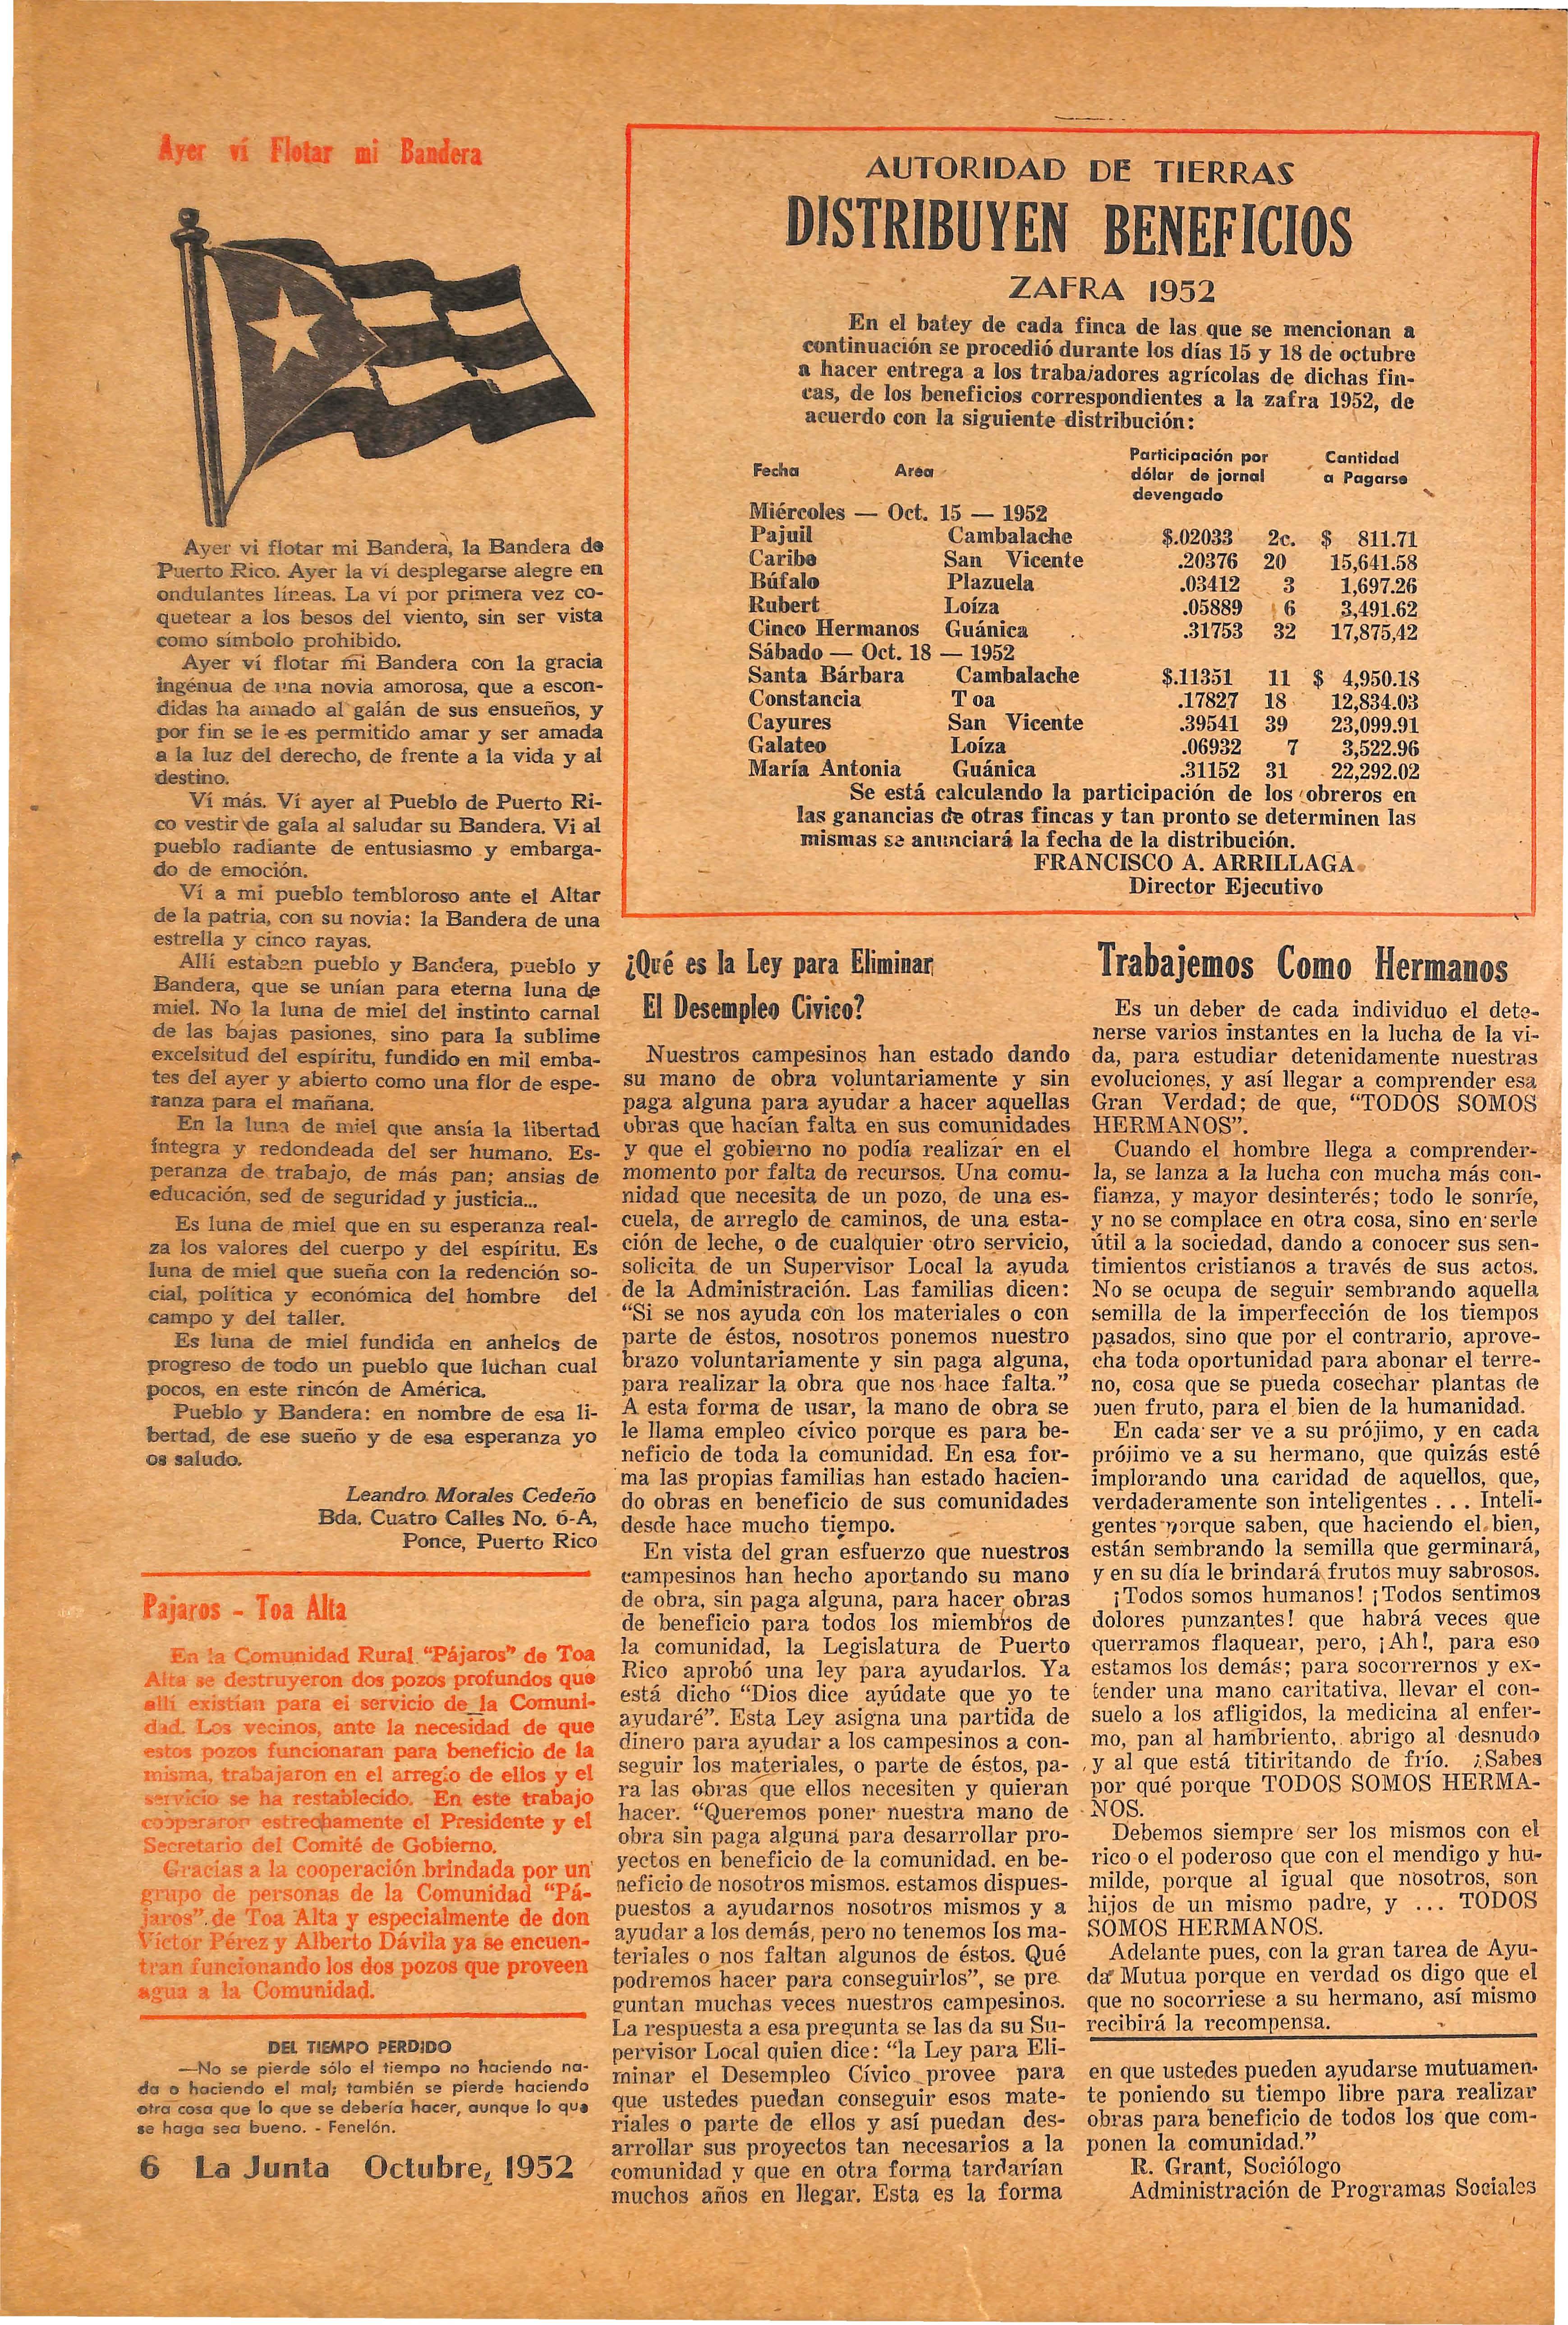 Ayer ví Flotar mi Bandera
Ayer vi flotar mi Bandera, la Bandera de
Puerto Rico. Ayer la ví desplegarse alegre en
ondulantes líneas. La ví por primera vez co-
quetear a los besos del viento, sin ser vista
como símbolo prohibido.
Ayer ví flotar mi Bandera con la gracia
ingénua de una novia amorosa, que a escon-
didas ha amado al galán de sus ensueños, y
por fin se le es permitido amar y ser amada
a la luz del derecho, de frente a la vida y al
destino.
Ví más. Ví ayer al Pueblo de Puerto Ri-
co vestir de gala al saludar su Bandera. Vi al
pueblo radiante de entusiasmo y embarga-
do de emoción.
Ví a mi pueblo tembloroso ante el Altar
de la patria, con su novia: la Bandera de una
estrella y cinco rayas.
Allí estaban pueblo y Bandera, pueblo y
Bandera, que se unían para eterna luna de
miel. No la luna de miel del instinto carnal
de las bajas pasiones, sino para la sublime
excelsitud del espíritu, fundido en mil emba-
tes del ayer y abierto como una flor de espe-
ranza para el mañana.
En la luna de miel que ansía la libertad
íntegra y redondeada del ser humano. Es-
peranza de trabajo, de más pan; ansias de
educación, sed de seguridad y justicia...
Es luna de miel que en su esperanza real-
za los valores del cuerpo y del espíritu. Es
luna de miel que sueña con la redención so-
cial, política y económica del hombre del
campo y del taller.
Es luna de miel fundida en anhelos de
progreso de todo un pueblo que luchan cual
pocos, en este rincón de América.
Pueblo y Bandera: en nombre de esa li-
bertad, de ese sueño y de esa esperanza yo
os saludo.
Leandro Morales Cedeño
Bda. Cuatro Calles No. 6-A,
Ponce, Puerto Rico
Pajaros - Toa Alta
En la Comunidad Rural "Pájaros" de Toa
Alta se destruyeron dos pozos profundos que
allí existían para el servicio de la Comuni-
dad. Los vecinos, ante la necesidad de que
estos pozos funcionaran para beneficio de la
misma, trabajaron en el arreglo de ellos y el
servicio se ha restablecido. En este trabajo
cooperaron estrechamente el Presidente y el
Secretario del Comité de Gobierno.
Gracias a la cooperación brindada por un
grupo de personas de la Comunidad "Pá-
jaros" de Toa Alta y especialmente de don
Víctor Pérez y Alberto Dávila ya se encuen-
tran funcionando los dos pozos que proveen
agua a la Comunidad.
DEL TIEMPO PERDIDO
—No se pierde sólo el tiempo no haciendo na-
da o haciendo el mal; también se pierde haciendo
otra cosa que lo que se debería hacer, aunque lo que
se haga sea bueno. - Fenelón.
6 La Junta Octubre, 1952
AUTORIDAD DE TIERRAS
DISTRIBUYEN BENEFICIOS
ZAFRA 1952
En el batey de cada finca de las que se mencionan a
continuación se procedió durante los días 15 y 18 de octubre
a hacer entrega a los trabajadores agrícolas de dichas fin-
cas, de los beneficios correspondientes a la zafra 1952, de
acuerdo con la siguiente distribución:
Fecha Area Participación por dólar de jornal devengado Cantidad a Pagarse
Miércoles — Oct. 15 — 1952
Pajuil Cambalache $.02033 2c. $ 811.71
Caribe San Vicente .20376 20 15,641.58
Búfalo Plazuela .03412 3 1,697.26
Rubert Loíza .05889 6 3,491.62
Cinco Hermanos Guánica .31753 32 17,875,42
Sábado — Oct. 18 — 1952
Santa Bárbara Cambalache $.11351 11 $ 4,950.18
Constancia Toa .17827 18 12,834.03
Cayures San Vicente .39541 39 23,099.91
Galateo Loíza .06932 7 3,522.96
María Antonia Guánica .31152 31 22,292.02
Se está calculando la participación de los obreros en
las ganancias de otras fincas y tan pronto se determinen las
mismas se anunciará la fecha de la distribución.
FRANCISCO A. ARRILLAGA
Director Ejecutivo
¿Qué es la Ley para Eliminar
El Desempleo Civico?
Nuestros campesinos han estado dando
su mano de obra voluntariamente y sin
paga alguna para ayudar a hacer aquellas
obras que hacían falta en sus comunidades
y que el gobierno no podía realizar en el
momento por falta de recursos. Una comu-
nidad que necesita de un pozo, de una es-
cuela, de arreglo de caminos, de una esta-
ción de leche, o de cualquier otro servicio,
solicita de un Supervisor Local la ayuda
de la Administración. Las familias dicen:
"Si se nos ayuda con los materiales o con
parte de éstos, nosotros ponemos nuestro
brazo voluntariamente y sin paga alguna,
para realizar la obra que nos hace falta."
A esta forma de usar, la mano de obra se
le llama empleo cívico porque es para be-
neficio de toda la comunidad. En esa for-
ma las propias familias han estado hacien-
do obras en beneficio de sus comunidades
desde hace mucho tiempo.
En vista del gran esfuerzo que nuestros
campesinos han hecho aportando su mano
de obra, sin paga alguna, para hacer obras
de beneficio para todos los miembros de
la comunidad, la Legislatura de Puerto
Rico aprobó una ley para ayudarlos. Ya
está dicho "Dios dice ayúdate que yo te
ayudaré". Esta Ley asigna una partida de
dinero para ayudar a los campesinos a con-
seguir los materiales, o parte de éstos, pa-
ra las obras que ellos necesiten y quieran
hacer. "Queremos poner nuestra mano de
obra sin paga alguna para desarrollar pro-
yectos en beneficio de la comunidad. en be-
neficio de nosotros mismos. estamos dispues-
puestos a ayudarnos nosotros mismos y a
ayudar a los demás, pero no tenemos los ma-
teriales o nos faltan algunos de éstos. Qué
podremos hacer para conseguirlos", se pre
guntan muchas veces nuestros campesinos.
La respuesta a esa pregunta se las da su Su-
pervisor Local quien dice: "la Ley para Eli-
minar el Desempleo Cívico provee para
que ustedes puedan conseguir esos mate-
riales o parte de ellos y así puedan des-
arrollar sus proyectos tan necesarios a la
comunidad y que en otra forma tardarían
muchos años en llegar. Esta es la forma
en que ustedes pueden ayudarse mutuamen-
te poniendo su tiempo libre para realizar
obras para beneficio de todos los que com-
ponen la comunidad."
R. Grant, Sociólogo
Administración de Programas Sociales
Trabajemos Como Hermanos
Es un deber de cada individuo el dete-
nerse varios instantes en la lucha de la vi-
da, para estudiar detenidamente nuestras
evoluciones, y así llegar a comprender esa
Gran Verdad; de que, "TODOS SOMOS
HERMANOS".
Cuando el hombre llega a comprender-
la, se lanza a la lucha con mucha más con-
fianza, y mayor desinterés; todo le sonríe,
y no se complace en otra cosa, sino en serle
útil a la sociedad, dando a conocer sus sen-
timientos cristianos a través de sus actos.
No se ocupa de seguir sembrando aquella
semilla de la imperfección de los tiempos
pasados, sino que por el contrario, aprove-
cha toda oportunidad para abonar el terre-
no, cosa que se pueda cosechar plantas de
buen fruto, para el bien de la humanidad.
En cada ser ve a su prójimo, y en cada
prójimo ve a su hermano, que quizás esté
implorando una caridad de aquellos, que,
verdaderamente son inteligentes . . . Inteli-
gentes porque saben, que haciendo el bien,
están sembrando la semilla que germinará,
y en su día le brindará frutos muy sabrosos.
¡Todos somos humanos! ¡Todos sentimos
dolores punzantes! que habrá veces que
querramos flaquear, pero, ¡Ah!, para eso
estamos los demás; para socorrernos y ex-
tender una mano caritativa, llevar el con-
suelo a los afligidos, la medicina al enfer-
mo, pan al hambriento, abrigo al desnudo
y al que está titiritando de frío. ¿Sabes
por qué porque TODOS SOMOS HERMA-
NOS.
Debemos siempre ser los mismos con el
rico o el poderoso que con el mendigo y hu-
milde, porque al igual que nosotros, son
hijos de un mismo padre, y ... TODOS
SOMOS HERMANOS.
Adelante pues, con la gran tarea de Ayu-
da Mutua porque en verdad os digo que el
que no socorriese a su hermano, así mismo
recibirá la recompensa.